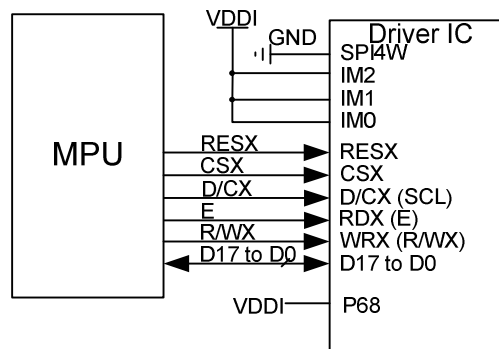 VDDI
Driver IC
GND
SPI4W
IM2
IM1
IM0
MPU
RESX
RESX
CSX
CSX
D/CX
D/CX (SCL)
E
RDX (E)
R/WX
WRX (R/WX)
D17 to D0
D17 to D0
VDDI
P68